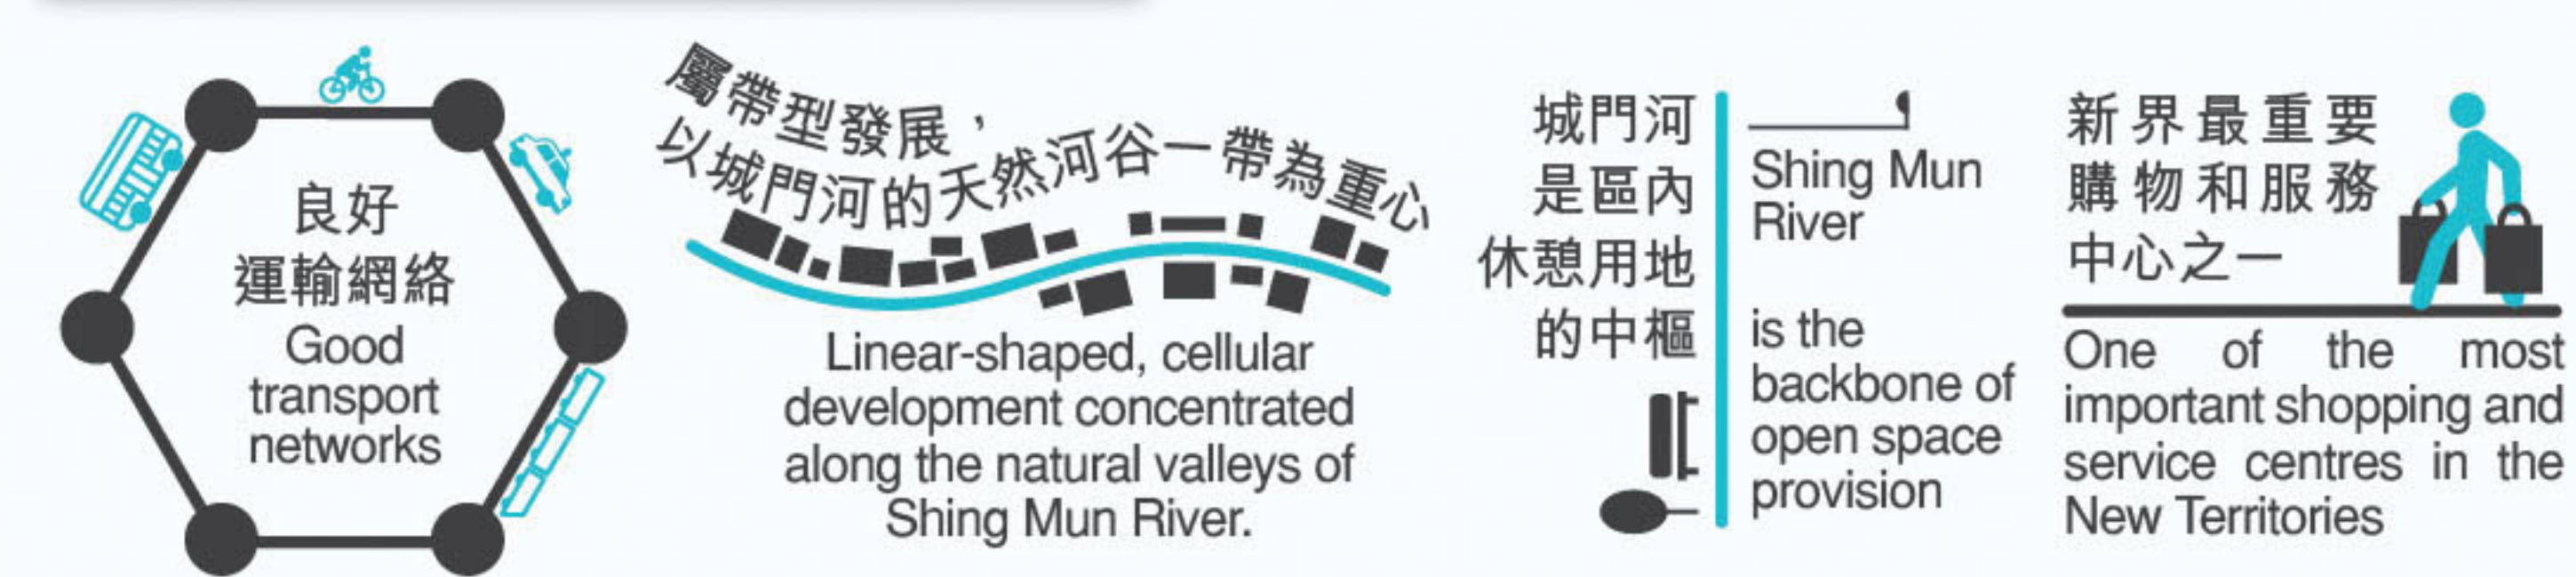 良好
運輸網絡
Good
transport
networks
屬帶型發展，
以城門河的天然河谷一帶為重心
Linear-shaped, cellular
development concentrated
along the natural valleys of
Shing Mun River.
城門河
是區內
休憩用地
的中樞
Shing Mun
River
is the
backbone of
open space
provision
新界最重要
購物和服務
中心之一
One of the most
important shopping and
service centres in the
New Territories